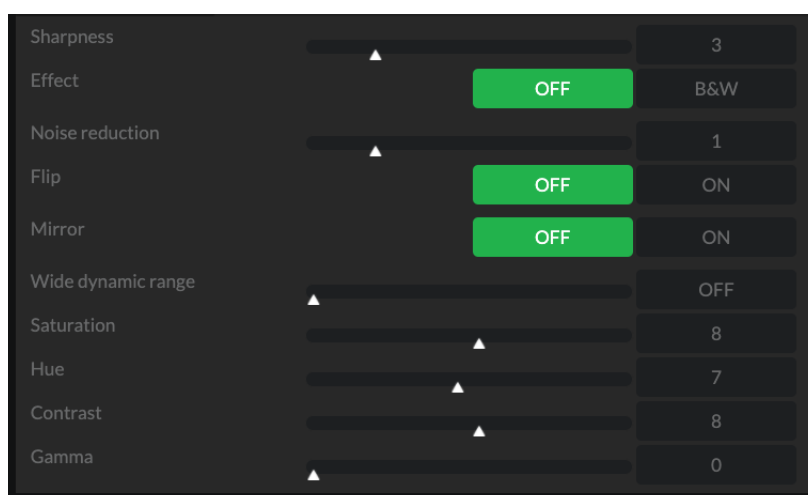 Sharpness 3
Effect OFF B&W
Noise reduction 1
Flip OFF ON
Mirror OFF ON
Wide dynamic range OFF
Saturation 8
Hue 7
Contrast 8
Gamma 0